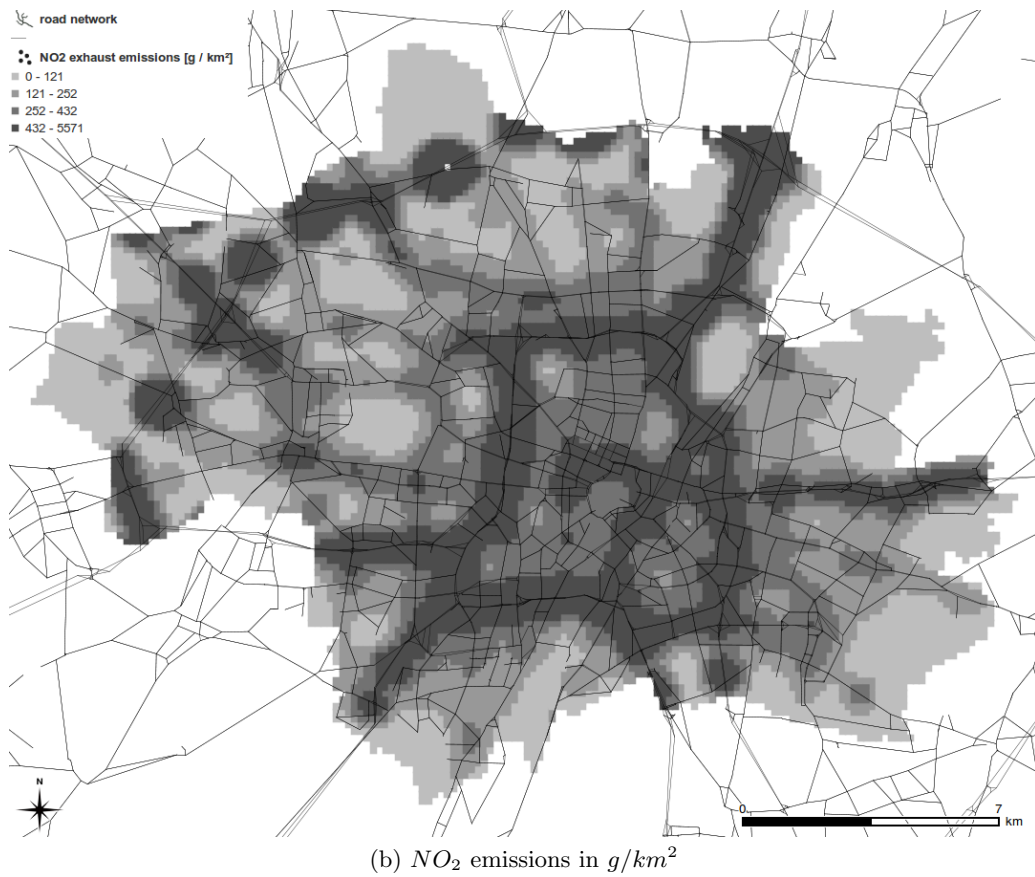 road network
NO2 exhaust emissions [g / km²]
0 - 121
121 - 252
252 - 432
432 - 5571
N
0 7
km
(b) NO₂ emissions in g/km²